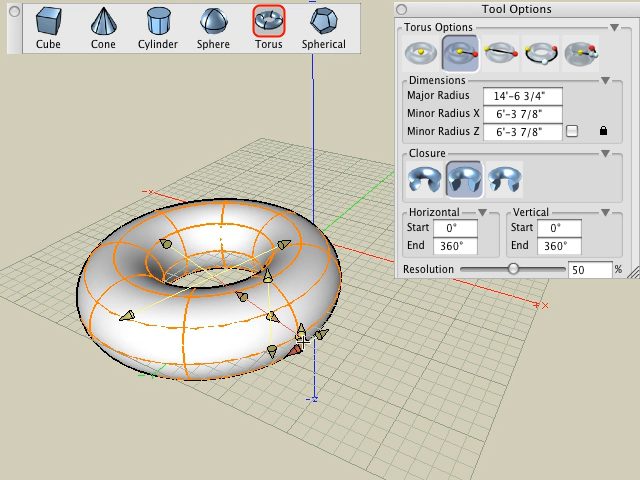 Cube Cone Cylinder Sphere Torus Spherical
Tool Options
Torus Options
Dimensions
Major Radius 14'-6 3/4"
Minor Radius X 6'-3 7/8"
Minor Radius Z 6'-3 7/8"
Closure
Horizontal Vertical
Start 0° Start 0°
End 360° End 360°
Resolution 50 %
-x
x
-z